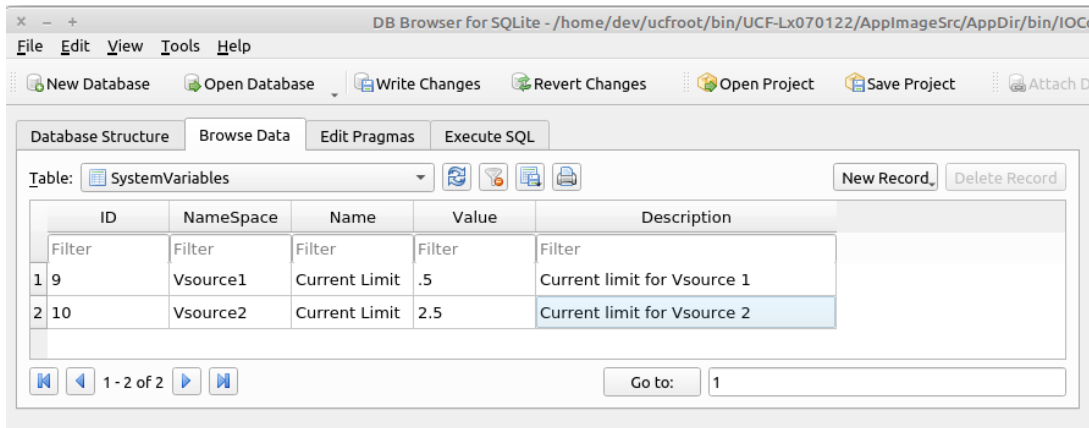 DB Browser for SQLite - /home/dev/ucfroot/bin/UCF-Lx070122/AppImageSrc/AppDir/bin/IOC
File Edit View Tools Help
New Database Open Database Write Changes Revert Changes Open Project Save Project Attach D
Database Structure Browse Data Edit Pragmas Execute SQL
Table: SystemVariables New Record Delete Record
ID NameSpace Name Value Description
Filter Filter Filter Filter Filter
1 9 Vsource1 Current Limit .5 Current limit for Vsource 1
2 10 Vsource2 Current Limit 2.5 Current limit for Vsource 2
1 - 2 of 2 Go to: 1